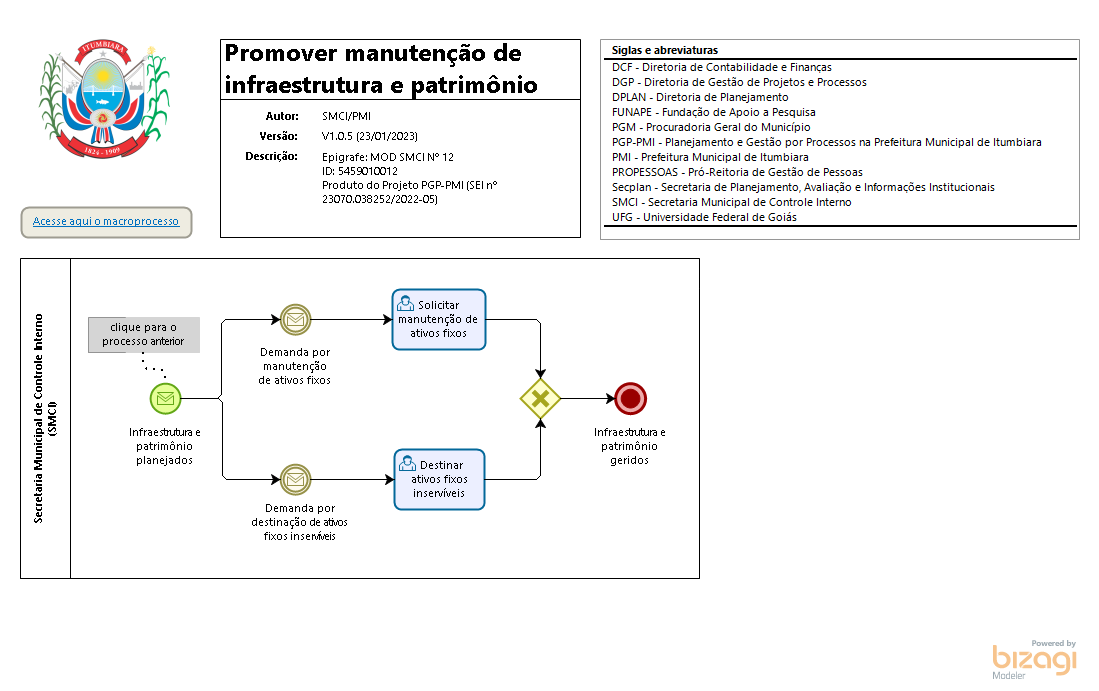 ITUMBIARA
1824 - 1909
Acesse aqui o macroprocesso
Promover manutenção de
infraestrutura e patrimônio
Autor: SMCI/PMI
Versão: V1.0.5 (23/01/2023)
Descrição: Epigrafe: MOD SMCI Nº 12
ID: 5459010012
Produto do Projeto PGP-PMI (SEI nº
23070.038252/2022-05)
Siglas e abreviaturas
DCF - Diretoria de Contabilidade e Finanças
DGP - Diretoria de Gestão de Projetos e Processos
DPLAN - Diretoria de Planejamento
FUNAPE - Fundação de Apoio a Pesquisa
PGM - Procuradoria Geral do Município
PGP-PMI - Planejamento e Gestão por Processos na Prefeitura Municipal de Itumbiara
PMI - Prefeitura Municipal de Itumbiara
PROPESSOAS - Pró-Reitoria de Gestão de Pessoas
Secplan - Secretaria de Planejamento, Avaliação e Informações Institucionais
SMCI - Secretaria Municipal de Controle Interno
UFG - Universidade Federal de Goiás
Secretaria Municipal de Controle Interno
(SMCI)
clique para o
processo anterior
Infraestrutura e
patrimônio
planejados
Demanda por
manutenção
de ativos fixos
Solicitar
manutenção de
ativos fixos
Demanda por
destinação de ativos
fixos inservíveis
Destinar
ativos fixos
inservíveis
Infraestrutura e
patrimônio
geridos
Powered by
bizagi
Modeler